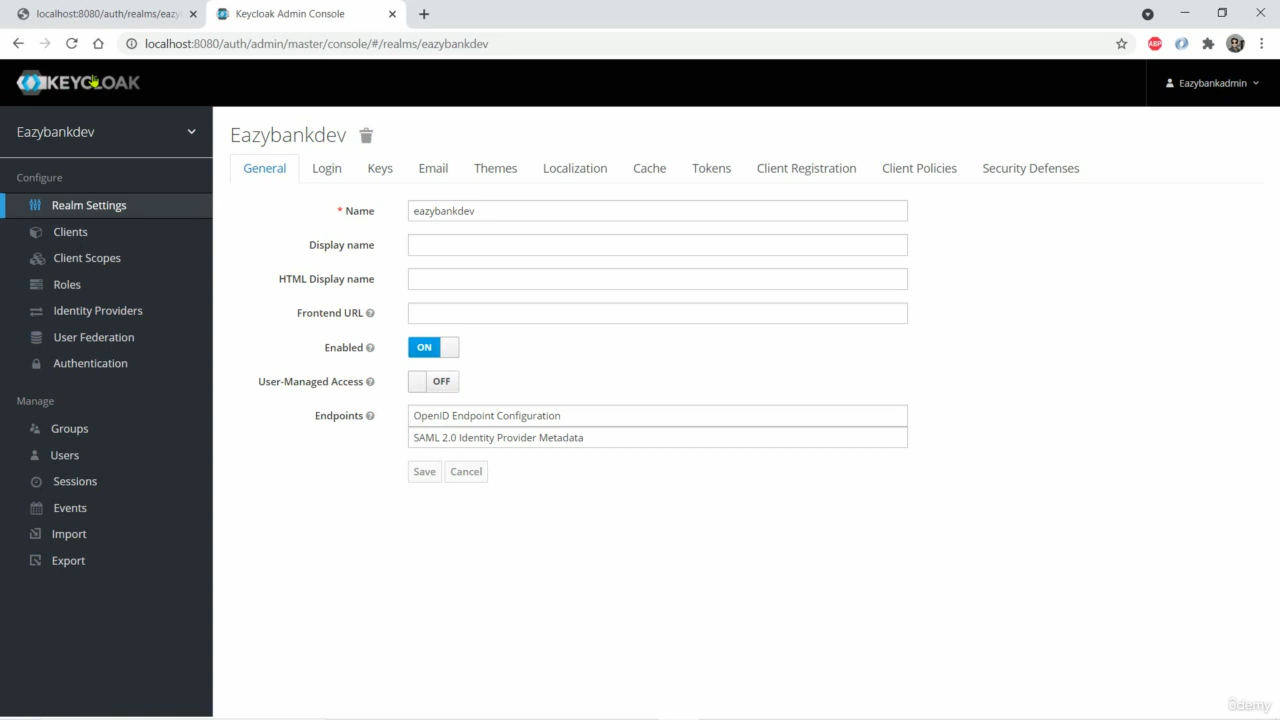 localhost:8080/auth/realms/eazy
Keycloak Admin Console
localhost:8080/auth/admin/master/console/#/realms/eazybankdev
ABP
KEYCLOAK
Eazybankadmin
Eazybankdev
Configure
Realm Settings
Clients
Client Scopes
Roles
Identity Providers
User Federation
Authentication
Manage
Groups
Users
Sessions
Events
Import
Export
Eazybankdev
General Login Keys Email Themes Localization Cache Tokens Client Registration Client Policies Security Defenses
* Name eazybankdev
Display name
HTML Display name
Frontend URL
Enabled ON
User-Managed Access OFF
Endpoints OpenID Endpoint Configuration
SAML 2.0 Identity Provider Metadata
Save Cancel
ûdemy